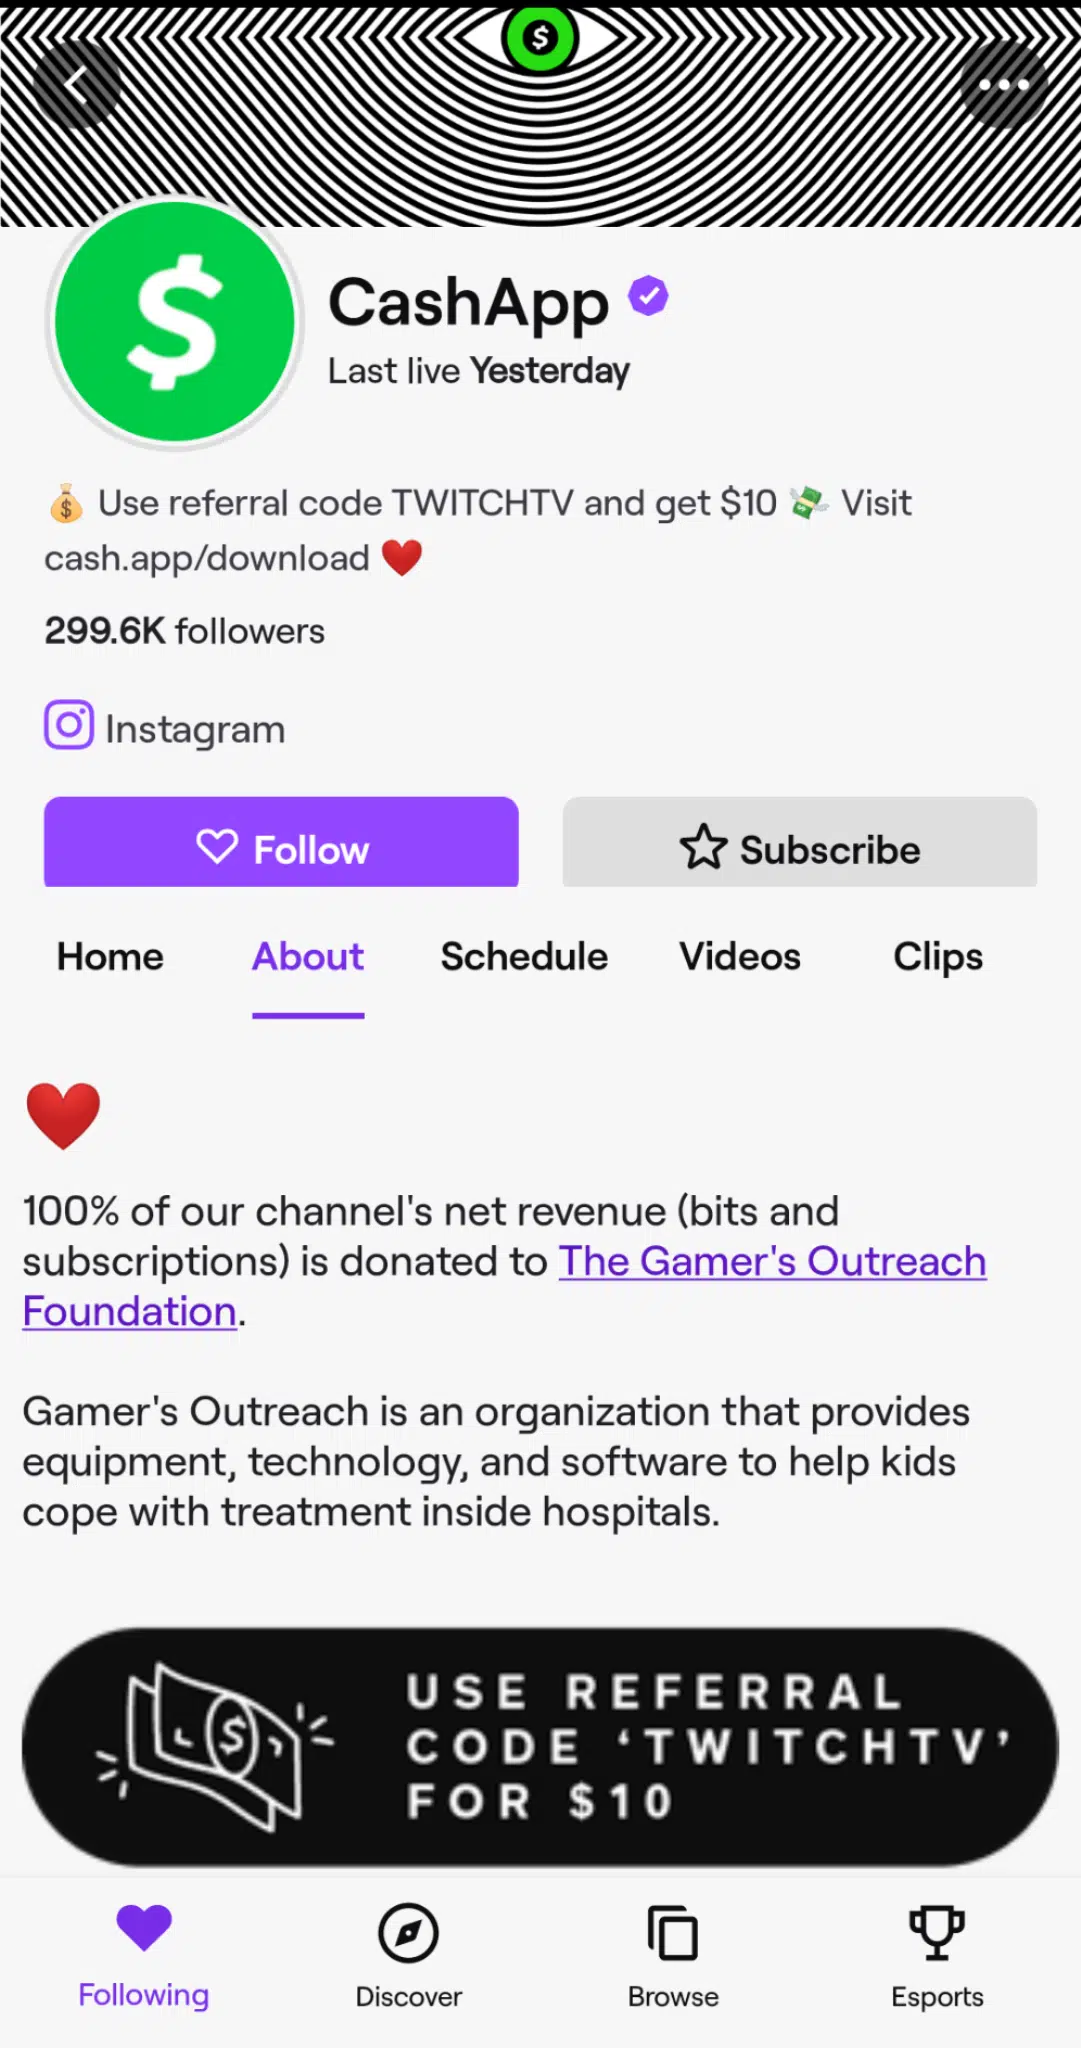 $
$
CashApp
Last live Yesterday
💰 Use referral code TWITCHTV and get $10 💸 Visit
cash.app/download ❤️
299.6K followers
Instagram
Follow
Subscribe
Home About Schedule Videos Clips
❤️
100% of our channel's net revenue (bits and
subscriptions) is donated to The Gamer's Outreach
Foundation.
Gamer's Outreach is an organization that provides
equipment, technology, and software to help kids
cope with treatment inside hospitals.
$
USE REFERRAL
CODE ‘TWITCHTV’
FOR $10
Following Discover Browse Esports